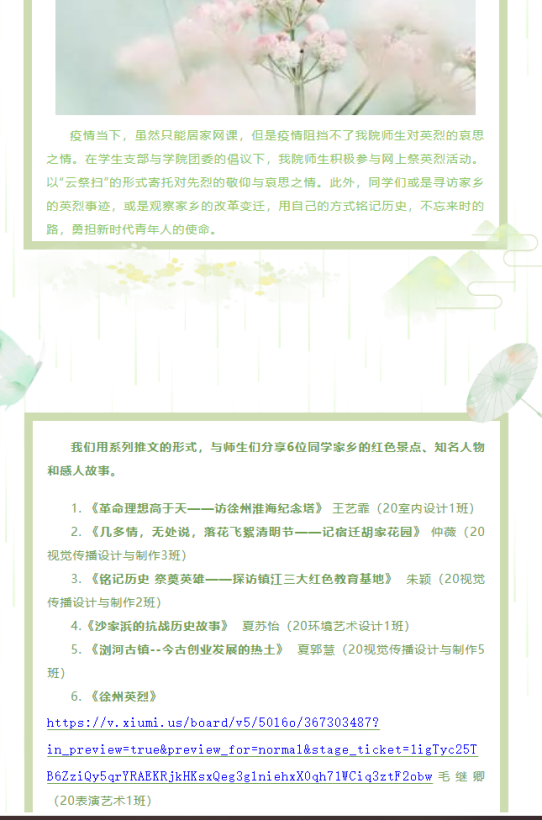 疫情当下，虽然只能居家网课，但是疫情阻挡不了我院师生对英烈的哀思
之情。在学生支部与学院团委的倡议下，我院师生积极参与网上祭英烈活动。
以“云祭扫”的形式寄托对先烈的敬仰与哀思之情。此外，同学们或是寻访家乡
的英烈事迹，或是观察家乡的改革变迁，用自己的方式铭记历史，不忘来时的
路，勇担新时代青年人的使命。
我们用系列推文的形式，与师生们分享6位同学家乡的红色景点、知名人物
和感人故事。
1. 《革命理想高于天——访徐州淮海纪念塔》 王艺霏（20室内设计1班）
2. 《几多情，无处说，落花飞絮清明节——记宿迁胡家花园》 仲薇（20
视觉传播设计与制作3班）
3. 《铭记历史 祭奠英雄——探访镇江三大红色教育基地》 朱颖（20视觉
传播设计与制作2班）
4.《沙家浜的抗战历史故事》 夏苏怡（20环境艺术设计1班）
5. 《浏河古镇--今古创业发展的热土》 夏郭慧（20视觉传播设计与制作5
班）
6. 《徐州英烈》
https://v.xiumi.us/board/v5/5016o/367303487?
in_preview=true&preview_for=normal&stage_ticket=1igTyc25T
B6ZziQy5qrYRAEKRjkHKsxQeg3g1niehxX0qh71WCiq3ztF2obw 毛继卿
（20表演艺术1班）